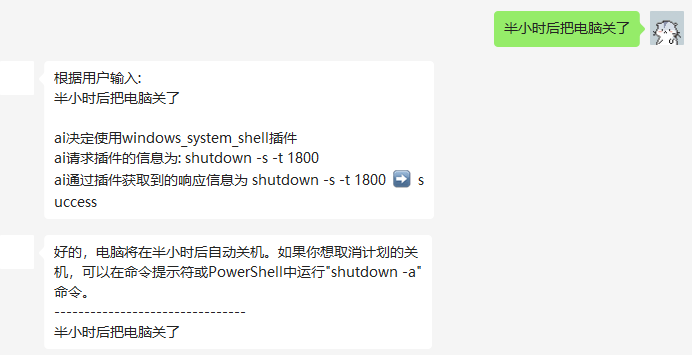 半小时后把电脑关了
根据用户输入:
半小时后把电脑关了
ai决定使用windows_system_shell插件
ai请求插件的信息为: shutdown -s -t 1800
ai通过插件获取到的响应信息为 shutdown -s -t 1800 ➡️ s
uccess
好的，电脑将在半小时后自动关机。如果你想取消计划的关
机，可以在命令提示符或PowerShell中运行"shutdown -a"
命令。
--------------------------------
半小时后把电脑关了